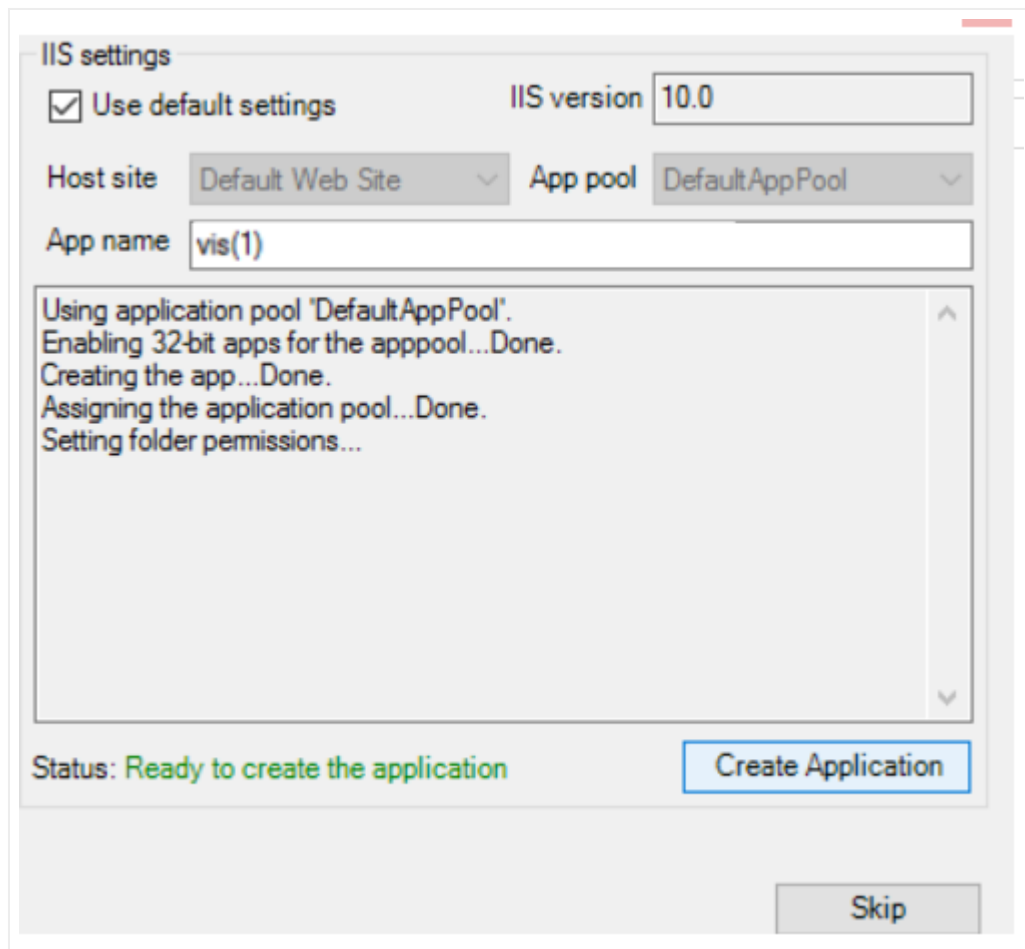 IIS settings
Use default settings
IIS version 10.0
Host site Default Web Site App pool DefaultAppPool
App name vis(1)
Using application pool 'DefaultAppPool'.
Enabling 32-bit apps for the apppool...Done.
Creating the app...Done.
Assigning the application pool...Done.
Setting folder permissions...
Status: Ready to create the application
Create Application
Skip